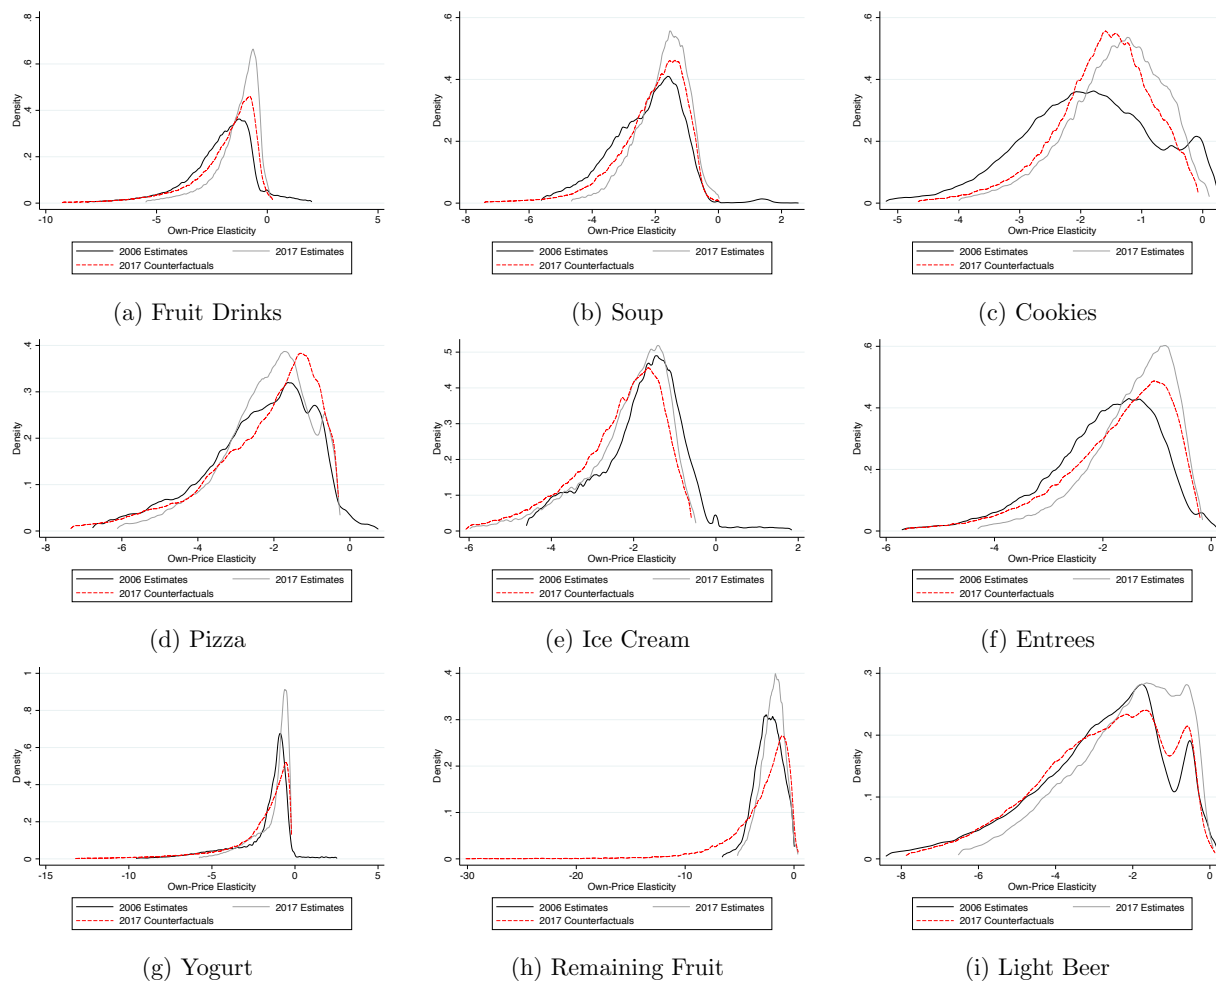 .8
.6
.4
.2
0
Density
-10
-5
0
5
Own-Price Elasticity
2006 Estimates
2017 Estimates
2017 Counterfactuals
(a) Fruit Drinks
.6
.4
.2
0
Density
-8
-6
-4
-2
0
2
Own-Price Elasticity
2006 Estimates
2017 Estimates
2017 Counterfactuals
(b) Soup
.6
.4
.2
0
Density
-5
-4
-3
-2
-1
0
Own-Price Elasticity
2006 Estimates
2017 Estimates
2017 Counterfactuals
(c) Cookies
.4
.3
.2
.1
0
Density
-8
-6
-4
-2
0
Own-Price Elasticity
2006 Estimates
2017 Estimates
2017 Counterfactuals
(d) Pizza
.5
.4
.3
.2
.1
0
Density
-6
-4
-2
0
2
Own-Price Elasticity
2006 Estimates
2017 Estimates
2017 Counterfactuals
(e) Ice Cream
.6
.4
.2
0
Density
-6
-4
-2
0
Own-Price Elasticity
2006 Estimates
2017 Estimates
2017 Counterfactuals
(f) Entrees
1
.8
.6
.4
.2
0
Density
-15
-10
-5
0
5
Own-Price Elasticity
2006 Estimates
2017 Estimates
2017 Counterfactuals
(g) Yogurt
.4
.3
.2
.1
0
Density
-30
-20
-10
0
Own-Price Elasticity
2006 Estimates
2017 Estimates
2017 Counterfactuals
(h) Remaining Fruit
.3
.2
.1
0
Density
-8
-6
-4
-2
0
Own-Price Elasticity
2006 Estimates
2017 Estimates
2017 Counterfactuals
(i) Light Beer